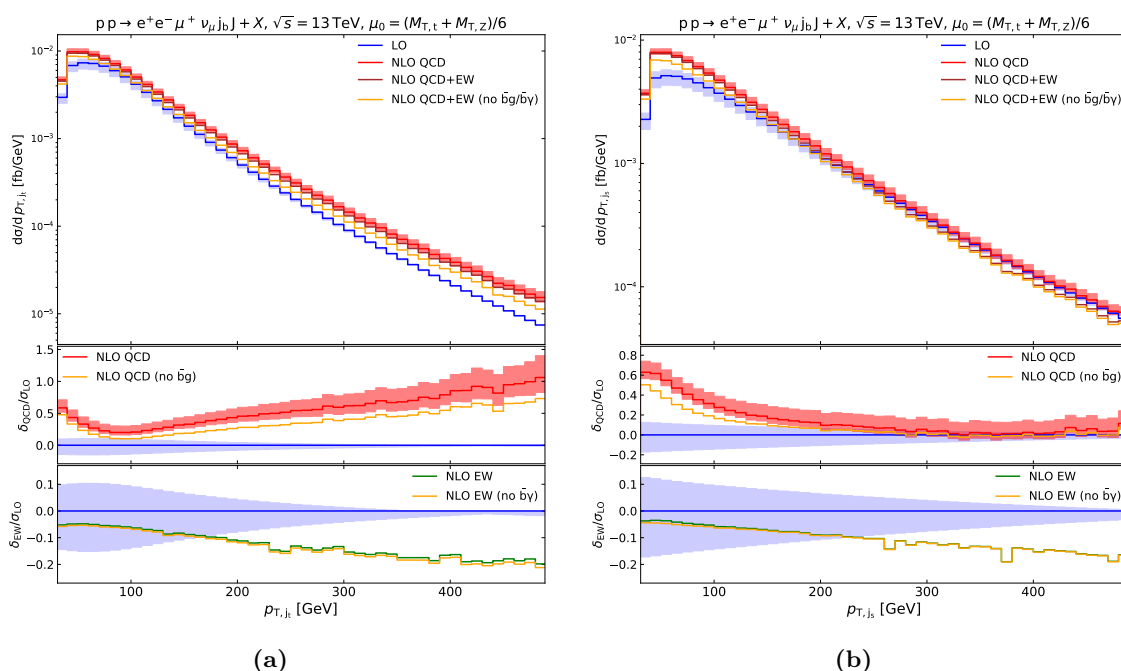 p p → e⁺e⁻μ⁺ ν_μ j_b J + X, √s = 13 TeV, μ₀ = (M_T,t + M_T,Z)/6
LO
NLO QCD
NLO QCD+EW
NLO QCD+EW (no b̄g/b̄γ)
10⁻²
10⁻³
10⁻⁴
10⁻⁵
dσ/dp_T,j_t [fb/GeV]
NLO QCD
NLO QCD (no b̄g)
1.5
1.0
0.5
0.0
δ_QCD/σ_LO
NLO EW
NLO EW (no b̄γ)
0.1
0.0
−0.1
−0.2
δ_EW/σ_LO
100 200 300 400
p_T,j_t [GeV]
(a)
p p → e⁺e⁻μ⁺ ν_μ j_b J + X, √s = 13 TeV, μ₀ = (M_T,t + M_T,Z)/6
LO
NLO QCD
NLO QCD+EW
NLO QCD+EW (no b̄g/b̄γ)
10⁻²
10⁻³
10⁻⁴
dσ/dp_T,j_s [fb/GeV]
NLO QCD
NLO QCD (no b̄g)
0.8
0.6
0.4
0.2
0.0
−0.2
δ_QCD/σ_LO
NLO EW
NLO EW (no b̄γ)
0.1
0.0
−0.1
−0.2
δ_EW/σ_LO
100 200 300 400
p_T,j_s [GeV]
(b)